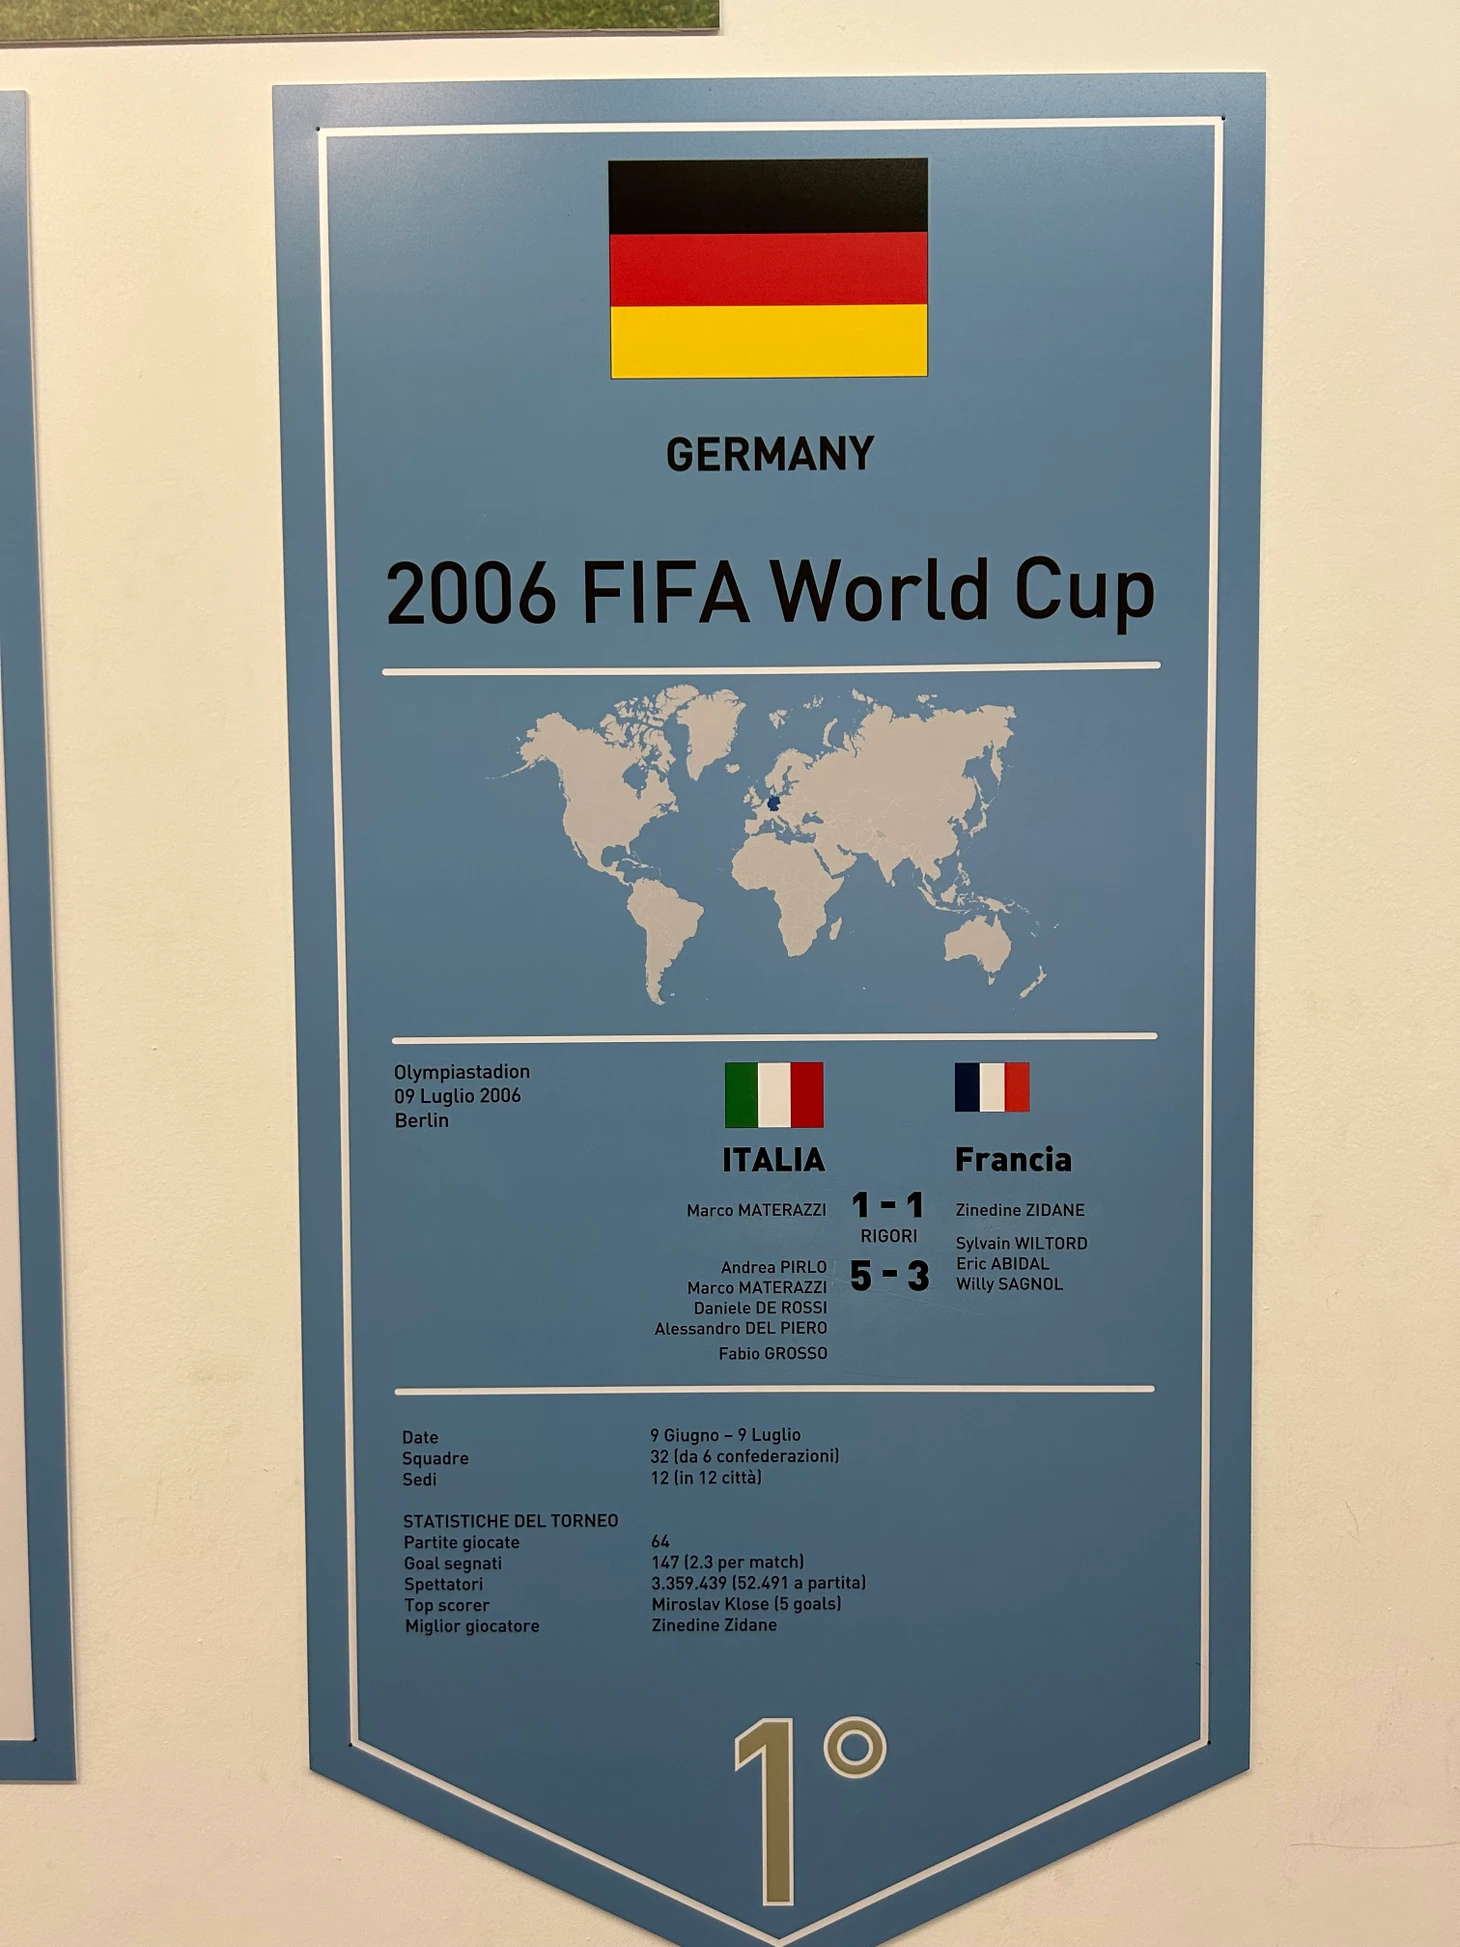 GERMANY
2006 FIFA World Cup
Olympiastadion
09 Luglio 2006
Berlin
ITALIA
Francia
Marco MATERAZZI 1 - 1 Zinedine ZIDANE
RIGORI
Sylvain WILTORD
Andrea PIRLO 5 - 3 Eric ABIDAL
Marco MATERAZZI Willy SAGNOL
Daniele DE ROSSI
Alessandro DEL PIERO
Fabio GROSSO
Date 9 Giugno – 9 Luglio
Squadre 32 (da 6 confederazioni)
Sedi 12 (in 12 città)
STATISTICHE DEL TORNEO
Partite giocate 64
Goal segnati 147 (2.3 per match)
Spettatori 3.359.439 (52.491 a partita)
Top scorer Miroslav Klose (5 goals)
Miglior giocatore Zinedine Zidane
1°